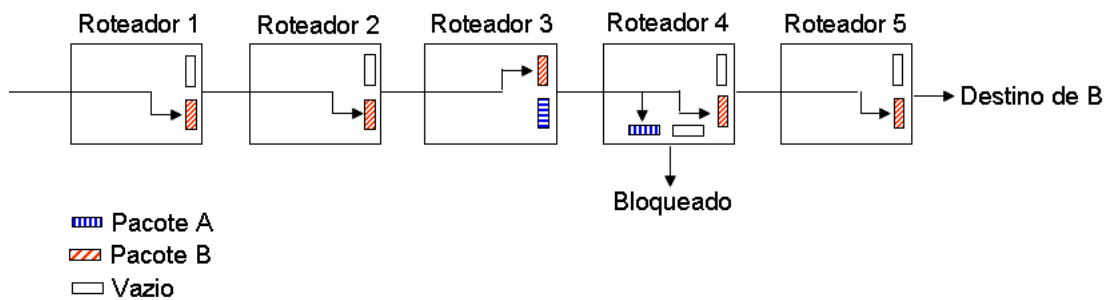 Roteador 1
Roteador 2
Roteador 3
Roteador 4
Roteador 5
Destino de B
Bloqueado
Pacote A
Pacote B
Vazio